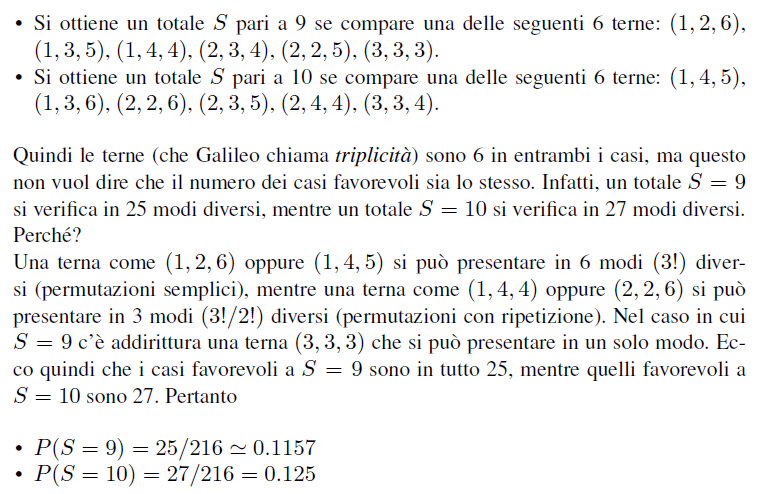 • Si ottiene un totale S pari a 9 se compare una delle seguenti 6 terne: (1, 2, 6),
(1, 3, 5), (1, 4, 4), (2, 3, 4), (2, 2, 5), (3, 3, 3).
• Si ottiene un totale S pari a 10 se compare una delle seguenti 6 terne: (1, 4, 5),
(1, 3, 6), (2, 2, 6), (2, 3, 5), (2, 4, 4), (3, 3, 4).
Quindi le terne (che Galileo chiama triplicità) sono 6 in entrambi i casi, ma questo
non vuol dire che il numero dei casi favorevoli sia lo stesso. Infatti, un totale S = 9
si verifica in 25 modi diversi, mentre un totale S = 10 si verifica in 27 modi diversi.
Perché?
Una terna come (1, 2, 6) oppure (1, 4, 5) si può presentare in 6 modi (3!) diver-
si (permutazioni semplici), mentre una terna come (1, 4, 4) oppure (2, 2, 6) si può
presentare in 3 modi (3!/2!) diversi (permutazioni con ripetizione). Nel caso in cui
S = 9 c'è addirittura una terna (3, 3, 3) che si può presentare in un solo modo. Ec-
co quindi che i casi favorevoli a S = 9 sono in tutto 25, mentre quelli favorevoli a
S = 10 sono 27. Pertanto
• P(S = 9) = 25/216 ≃ 0.1157
• P(S = 10) = 27/216 = 0.125